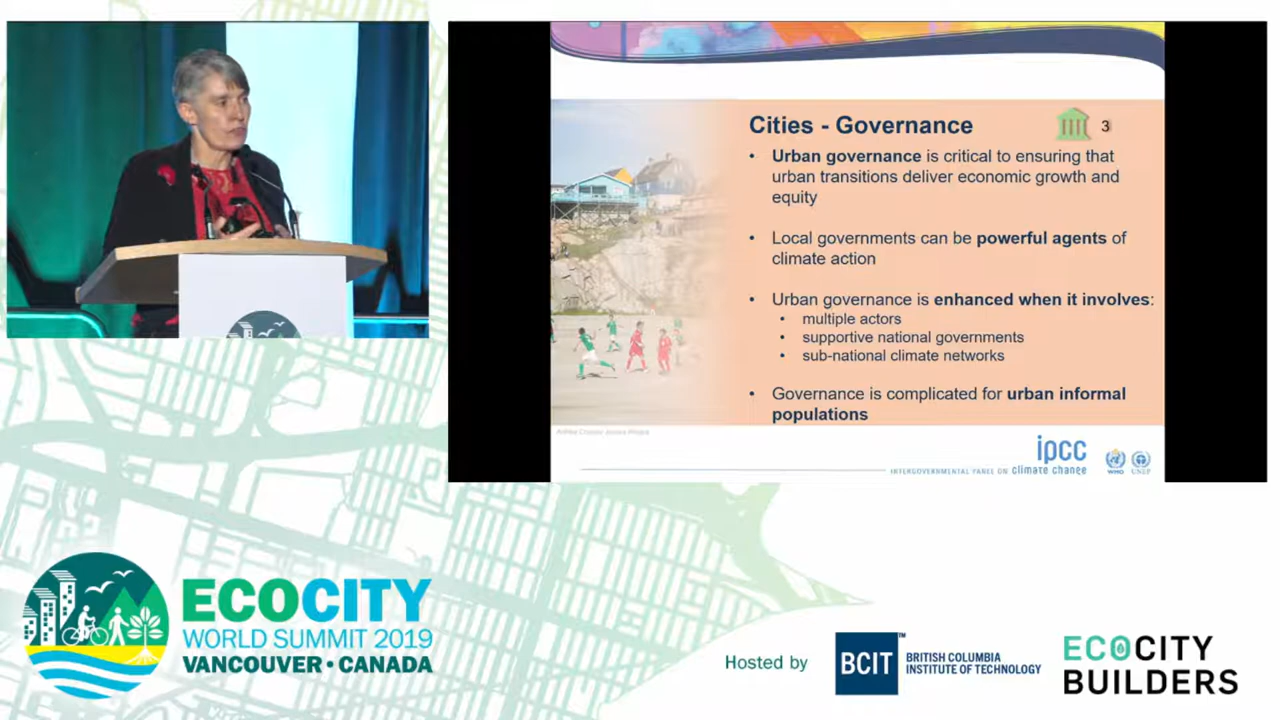 Cities - Governance
3
• Urban governance is critical to ensuring that
urban transitions deliver economic growth and
equity
• Local governments can be powerful agents of
climate action
• Urban governance is enhanced when it involves:
• multiple actors
• supportive national governments
• sub-national climate networks
• Governance is complicated for urban informal
populations
ipcc
INTERGOVERNMENTAL PANEL ON climate change
WMO
UNEP
ECOCITY
WORLD SUMMIT 2019
VANCOUVER • CANADA
Hosted by
BCIT
TM
BRITISH COLUMBIA
INSTITUTE OF TECHNOLOGY
ECOCITY
BUILDERS